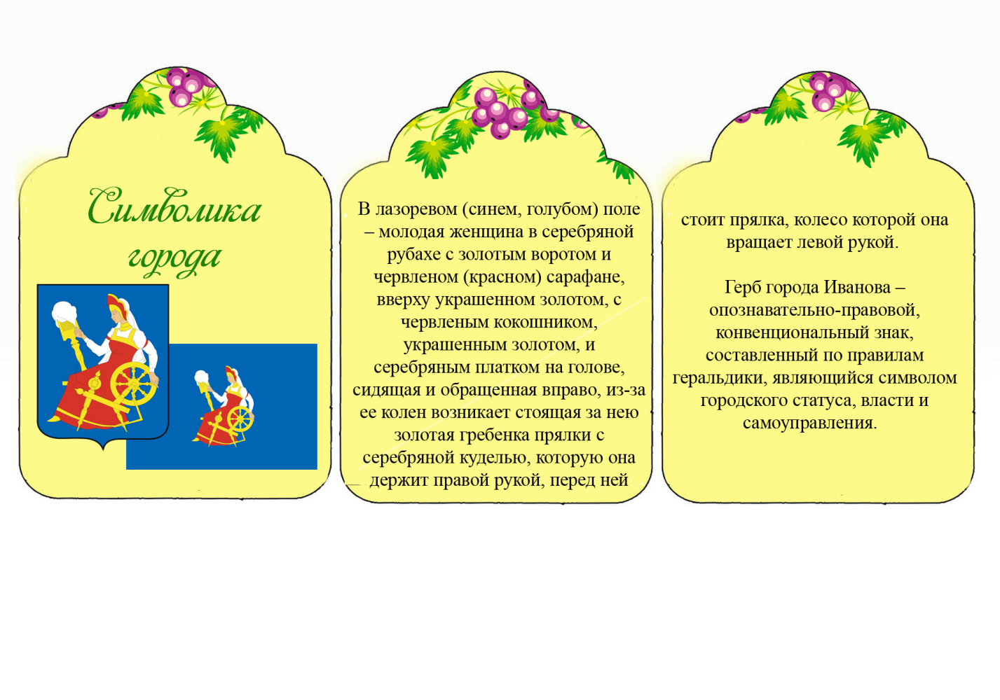 Символика
города
В лазоревом (синем, голубом) поле
– молодая женщина в серебряной
рубахе с золотым воротом и
червленом (красном) сарафане,
вверху украшенном золотом, с
червленым кокошником,
украшенным золотом, и
серебряным платком на голове,
сидящая и обращенная вправо, из-за
ее колен возникает стоящая за нею
золотая гребенка прялки с
серебряной куделью, которую она
держит правой рукой, перед ней
стоит прялка, колесо которой она
вращает левой рукой.
Герб города Иванова –
опознавательно-правовой,
конвенциональный знак,
составленный по правилам
геральдики, являющийся символом
городского статуса, власти и
самоуправления.